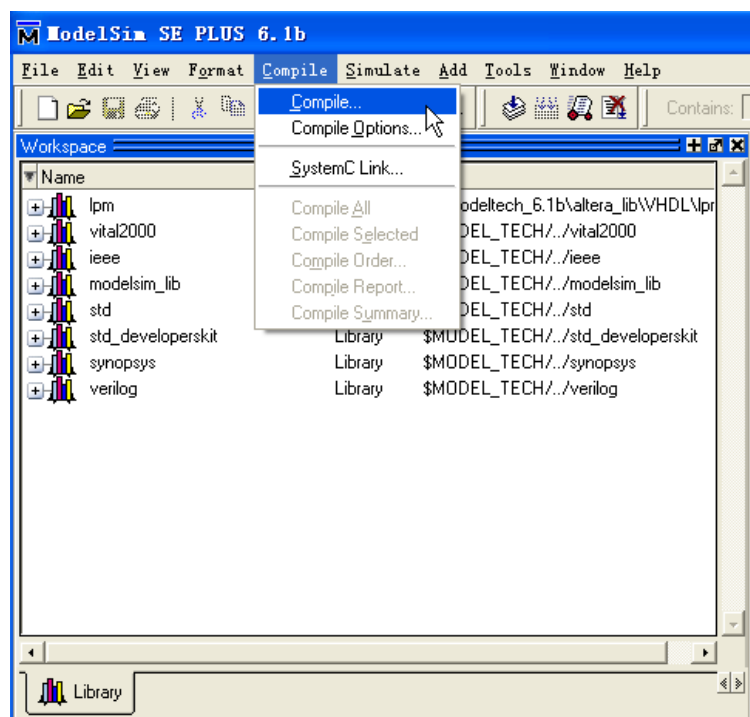 ModelSim SE PLUS 6.1b
File Edit View Format Compile Simulate Add Tools Window Help
Contains:
Compile...
Compile Options...
SystemC Link...
Compile All
Compile Selected
Compile Order...
Compile Report...
Compile Summary...
Workspace
Name
lpm odeltech_6.1b\altera_lib\VHDL\lpr
vital2000 DEL_TECH/../vital2000
ieee DEL_TECH/../ieee
modelsim_lib DEL_TECH/../modelsim_lib
std DEL_TECH/../std
std_developerskit Library $MODEL_TECH/../std_developerskit
synopsys Library $MODEL_TECH/../synopsys
verilog Library $MODEL_TECH/../verilog
Library